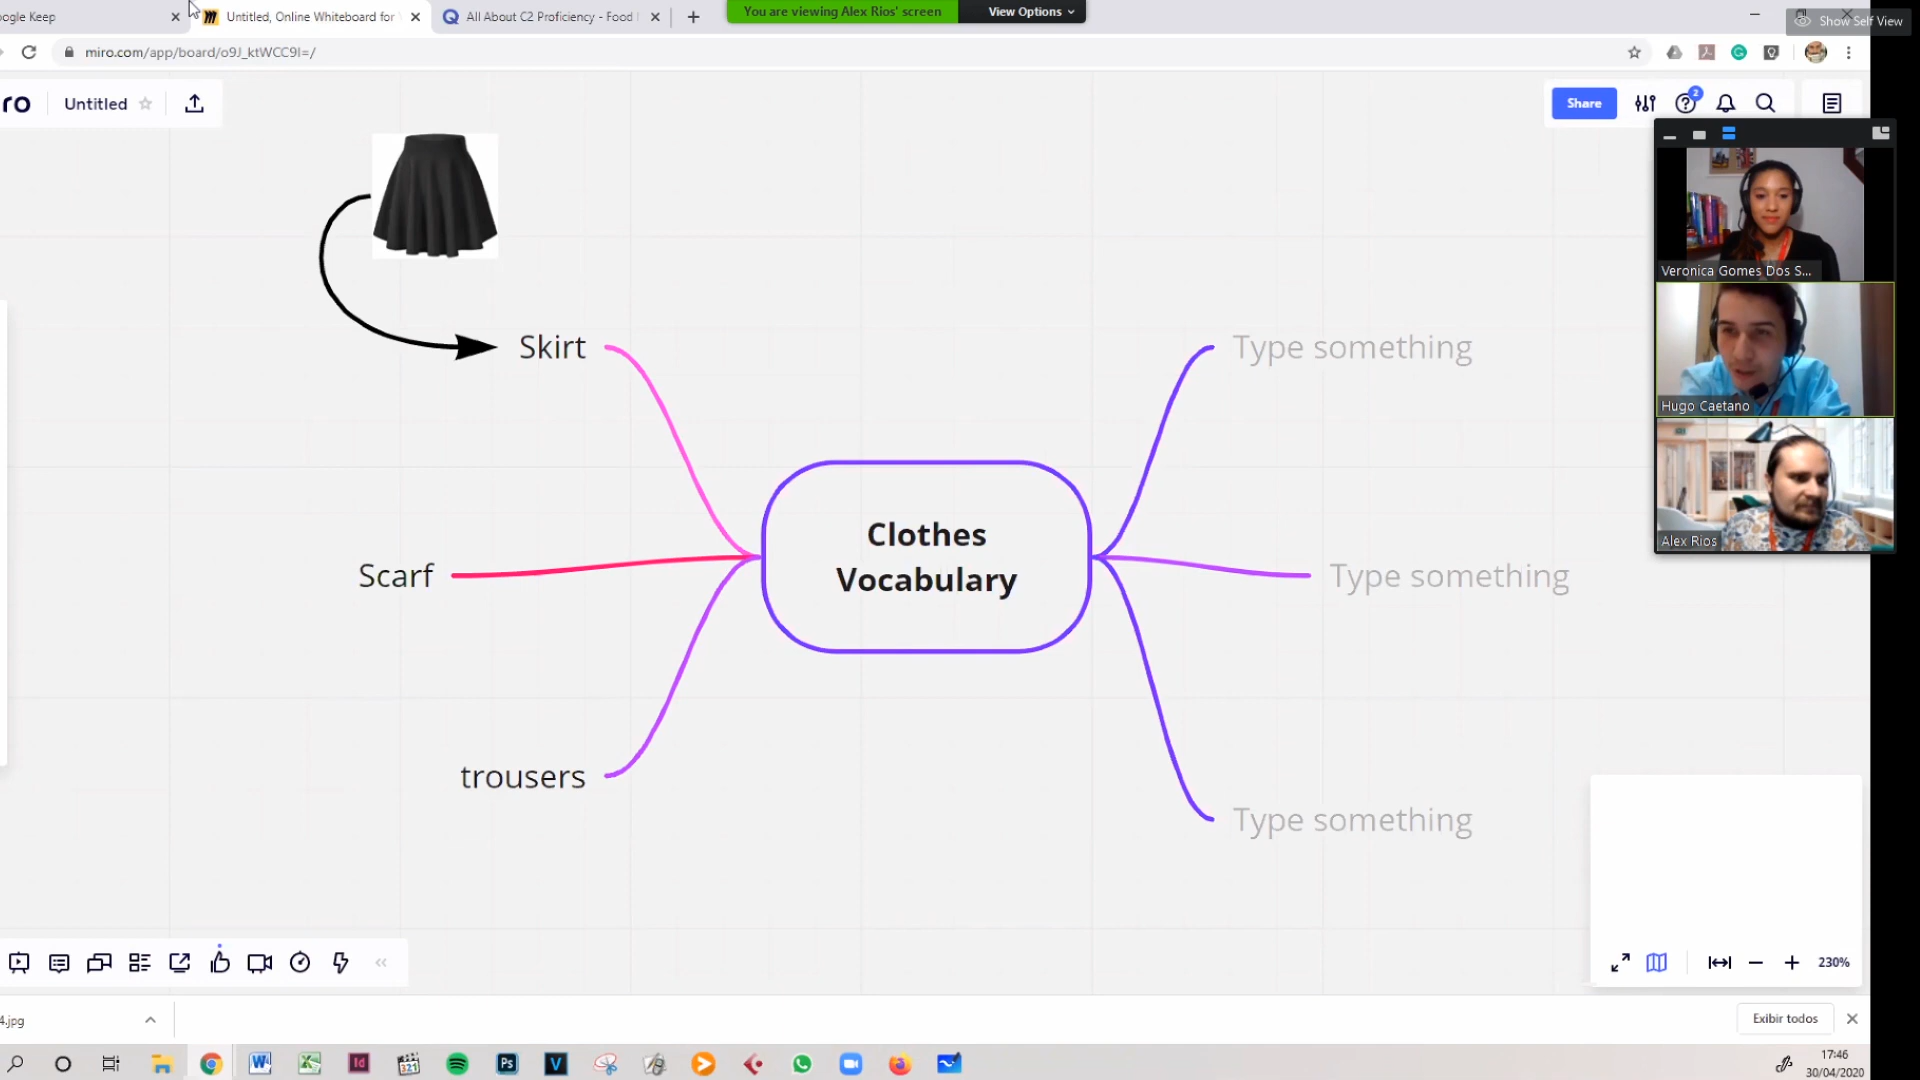 ogle Keep
Untitled, Online Whiteboard for
All About C2 Proficiency - Food
You are viewing Alex Rios' screen
View Options
Show Self View
miro.com/app/board/o9J_ktWCC9I=/
ro
Untitled
Share
2
Veronica Gomes Dos S...
Hugo Caetano
Alex Rios
Skirt
Type something
Clothes
Vocabulary
Scarf
Type something
trousers
Type something
230%
4.jpg
Exibir todos
17:46
30/04/2020